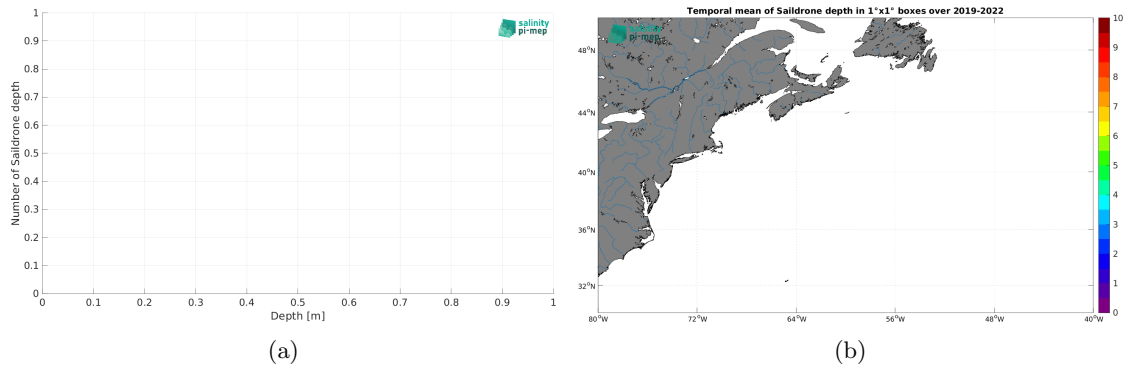 1
0.9
0.8
0.7
0.6
0.5
0.4
0.3
0.2
0.1
0
Number of Saildrone depth
0 0.1 0.2 0.3 0.4 0.5 0.6 0.7 0.8 0.9 1
Depth [m]
salinity
pi-mep
(a)
Temporal mean of Saildrone depth in 1°x1° boxes over 2019-2022
salinity
pi-mep
48°N
44°N
40°N
36°N
32°N
80°W 72°W 64°W 56°W 48°W 40°W
10
9
8
7
6
5
4
3
2
1
0
(b)